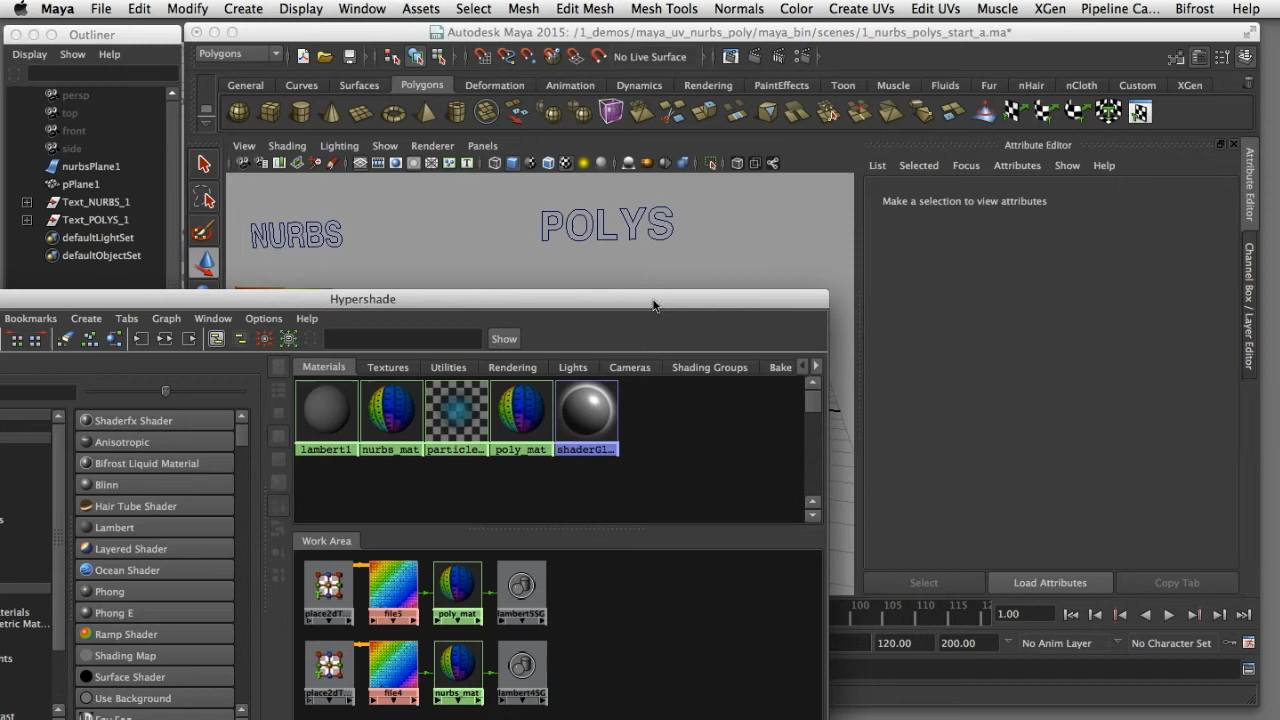 Maya File Edit Modify Create Display Window Assets Select Mesh Edit Mesh Mesh Tools Normals Color Create UVs Edit UVs Muscle XGen Pipeline Ca... Bifrost Help
Outliner
Autodesk Maya 2015: /1_demos/maya_uv_nurbs_poly/maya_bin/scenes/1_nurbs_polys_start_a.ma*
Display Show Help
Polygons
No Live Surface
General Curves Surfaces Polygons Deformation Animation Dynamics Rendering PaintEffects Toon Muscle Fluids Fur nHair nCloth Custom XGen
persp
top
front
side
nurbsPlane1
pPlane1
Text_NURBS_1
Text_POLYS_1
defaultLightSet
defaultObjectSet
View Shading Lighting Show Renderer Panels
NURBS
POLYS
Attribute Editor
List Selected Focus Attributes Show Help
Make a selection to view attributes
Attribute Editor
Channel Box / Layer Editor
Hypershade
Bookmarks Create Tabs Graph Window Options Help
Show
Materials Textures Utilities Rendering Lights Cameras Shading Groups Bake
lambert1 nurbs_mat particle... poly_mat shaderGl...
Shaderfx Shader
Anisotropic
Bifrost Liquid Material
Blinn
Hair Tube Shader
Lambert
Layered Shader
Ocean Shader
Phong
Phong E
Ramp Shader
Shading Map
Surface Shader
Use Background
Work Area
place2dT... file5 poly_mat lambert5SG
place2dT... file4 nurbs_mat lambert4SG
Select Load Attributes Copy Tab
100 105 110 115 12
1.00
120.00 200.00 No Anim Layer No Character Set